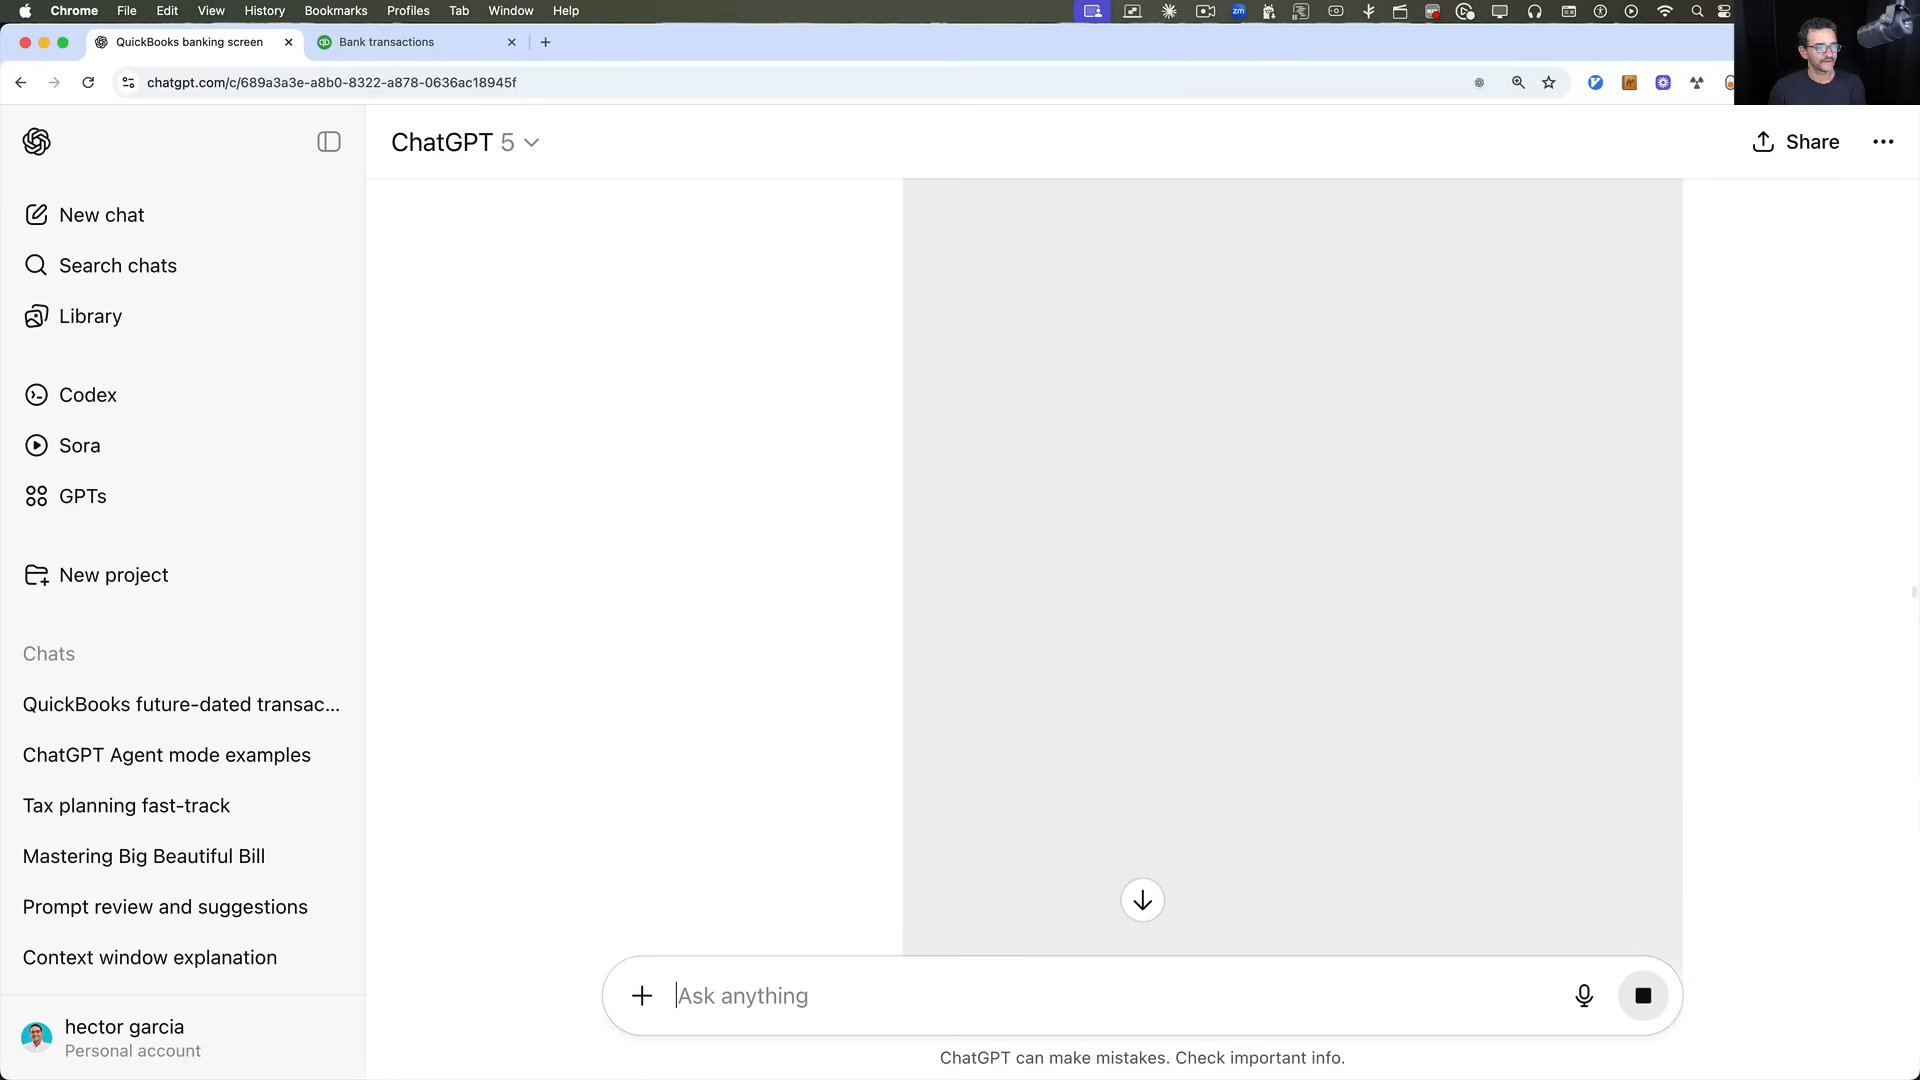 Chrome File Edit View History Bookmarks Profiles Tab Window Help
zm
QuickBooks banking screen
qb Bank transactions
chatgpt.com/c/689a3a3e-a8b0-8322-a878-0636ac18945f
ChatGPT 5
Share
New chat
Search chats
Library
Codex
Sora
GPTs
New project
Chats
QuickBooks future-dated transac...
ChatGPT Agent mode examples
Tax planning fast-track
Mastering Big Beautiful Bill
Prompt review and suggestions
Context window explanation
hector garcia
Personal account
Ask anything
ChatGPT can make mistakes. Check important info.